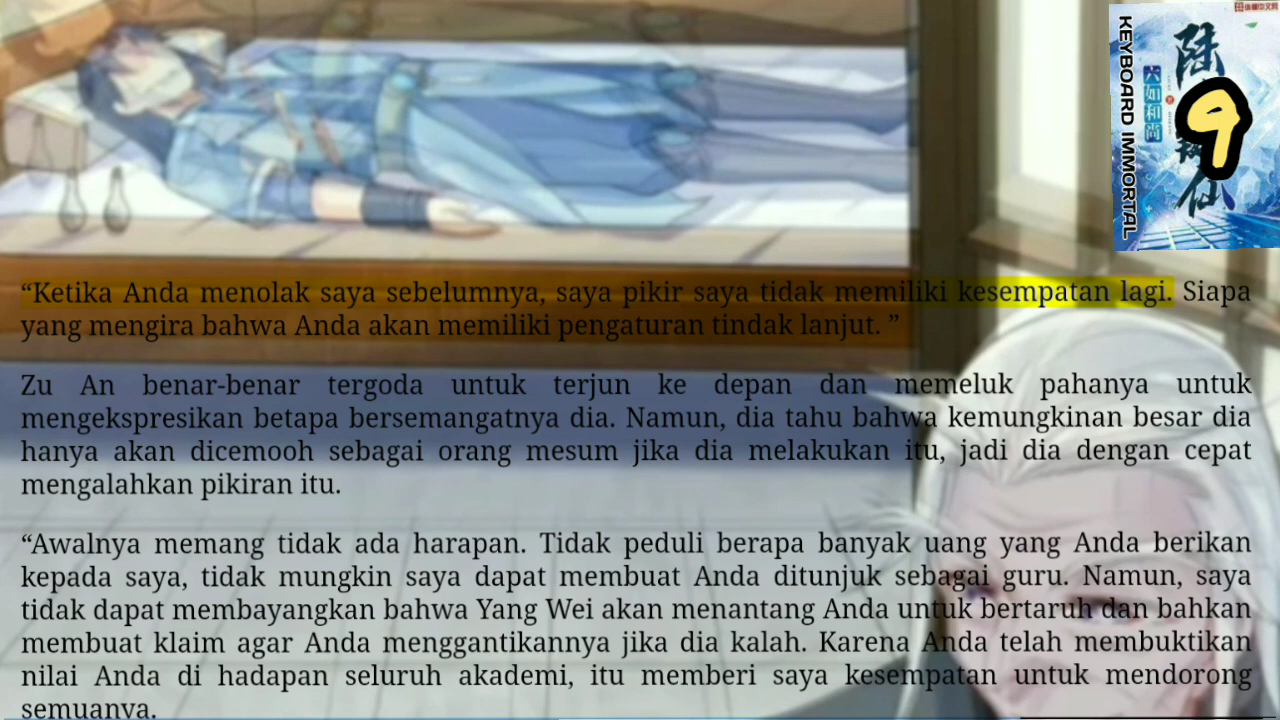 KEYBOARD IMMORTAL
陆
仙
六如和尚
9
“Ketika Anda menolak saya sebelumnya, saya pikir saya tidak memiliki kesempatan lagi. Siapa
yang mengira bahwa Anda akan memiliki pengaturan tindak lanjut. ”
Zu An benar-benar tergoda untuk terjun ke depan dan memeluk pahanya untuk
mengekspresikan betapa bersemangatnya dia. Namun, dia tahu bahwa kemungkinan besar dia
hanya akan dicemooh sebagai orang mesum jika dia melakukan itu, jadi dia dengan cepat
mengalahkan pikiran itu.
“Awalnya memang tidak ada harapan. Tidak peduli berapa banyak uang yang Anda berikan
kepada saya, tidak mungkin saya dapat membuat Anda ditunjuk sebagai guru. Namun, saya
tidak dapat membayangkan bahwa Yang Wei akan menantang Anda untuk bertaruh dan bahkan
membuat klaim agar Anda menggantikannya jika dia kalah. Karena Anda telah membuktikan
nilai Anda di hadapan seluruh akademi, itu memberi saya kesempatan untuk mendorong
semuanya.